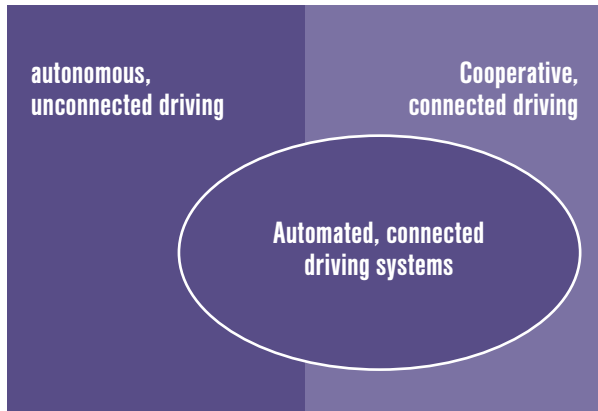 autonomous,
unconnected driving
Cooperative,
connected driving
Automated, connected
driving systems